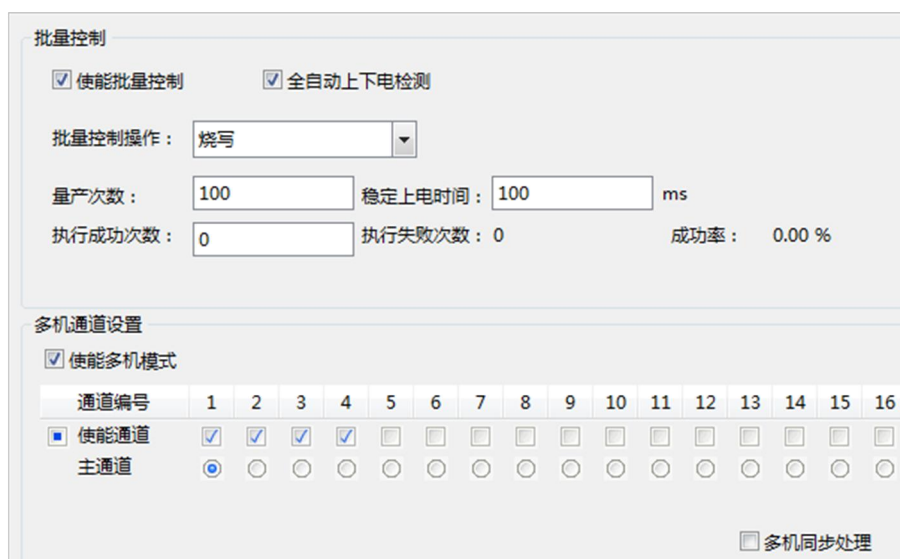 批量控制
使能批量控制 全自动上下电检测
批量控制操作： 烧写
量产次数： 100 稳定上电时间： 100 ms
执行成功次数： 0 执行失败次数： 0 成功率： 0.00 %
多机通道设置
使能多机模式
通道编号 1 2 3 4 5 6 7 8 9 10 11 12 13 14 15 16
使能通道
主通道
多机同步处理